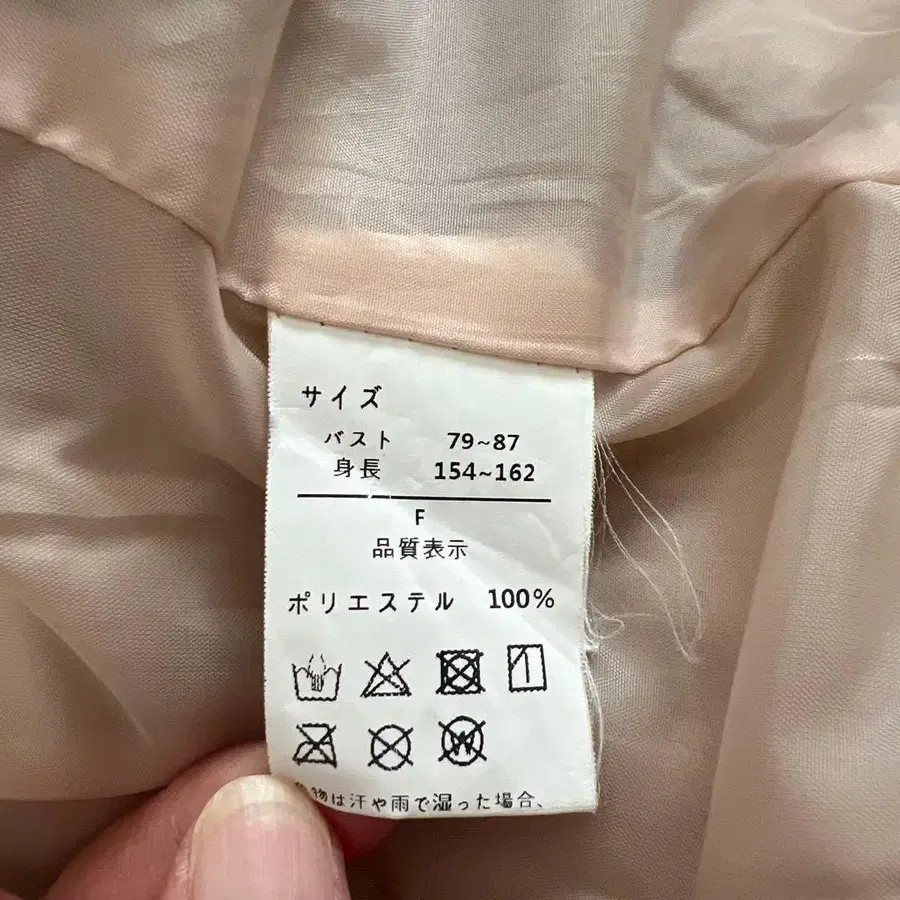 サイズ
バスト 79~87
身長 154~162
F
品質表示
ポリエステル 100%
物は汗や雨で湿った場合、